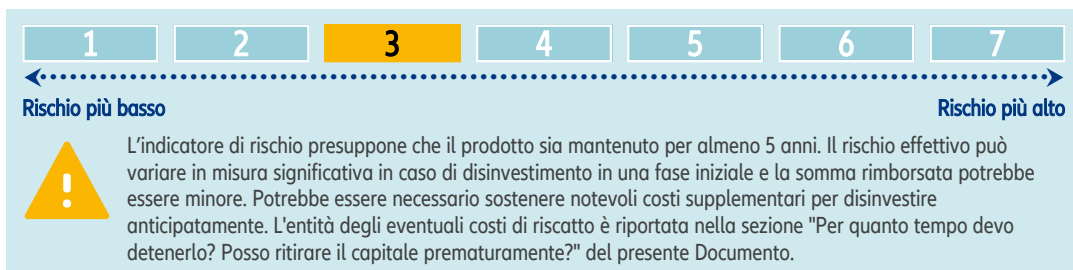 1 2 3 4 5 6 7
Rischio più basso Rischio più alto
L’indicatore di rischio presuppone che il prodotto sia mantenuto per almeno 5 anni. Il rischio effettivo può
variare in misura significativa in caso di disinvestimento in una fase iniziale e la somma rimborsata potrebbe
essere minore. Potrebbe essere necessario sostenere notevoli costi supplementari per disinvestire
anticipatamente. L'entità degli eventuali costi di riscatto è riportata nella sezione "Per quanto tempo devo
detenerlo? Posso ritirare il capitale prematuramente?" del presente Documento.